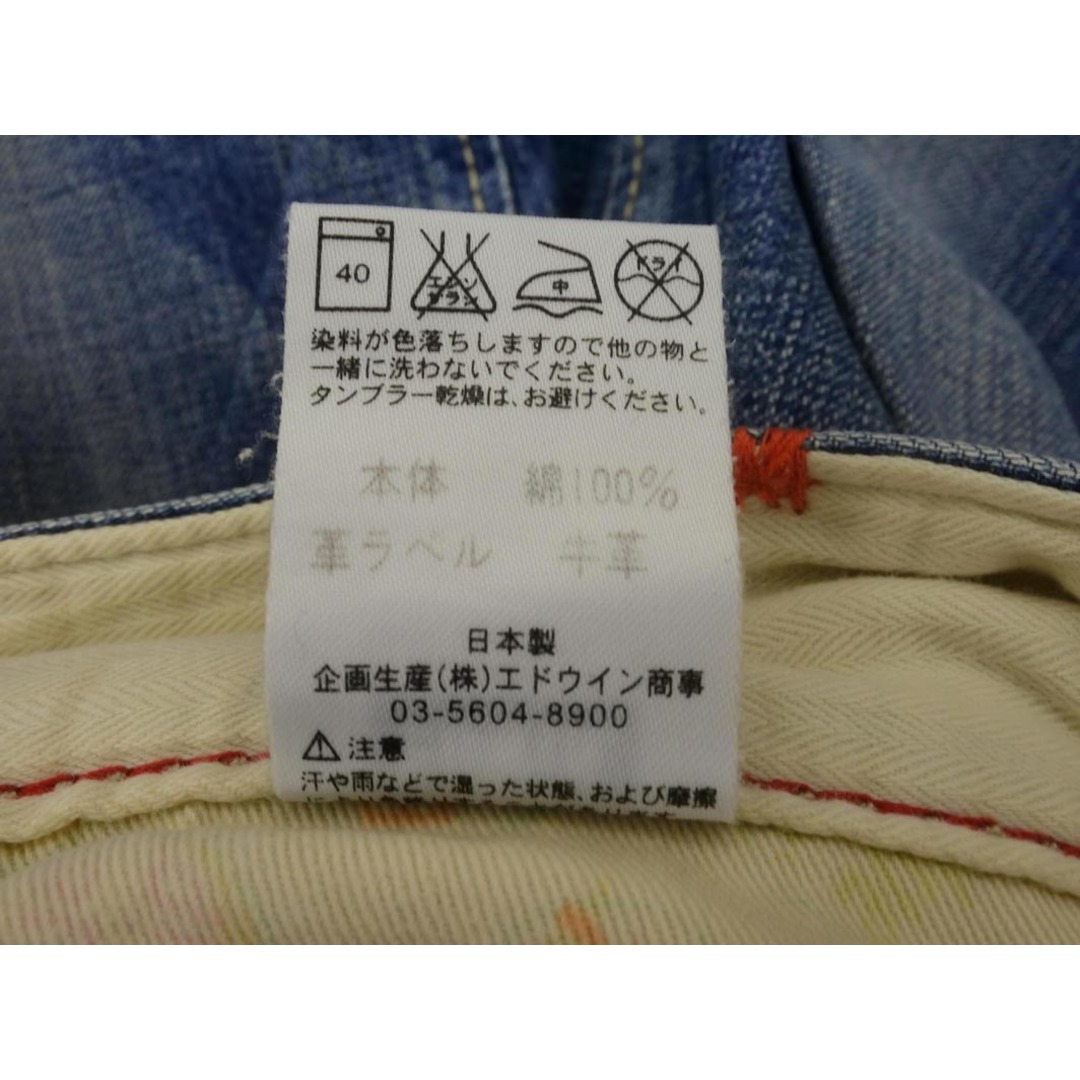 40
エンソ
サラシ
中
ドライ
染料が色落ちしますので他の物と
一緒に洗わないでください。
タンブラー乾燥は、お避けください。
本体 綿100%
革ラベル 牛革
日本製
企画生産(株)エドウイン商事
03-5604-8900
注意
汗や雨などで湿った状態、および摩擦